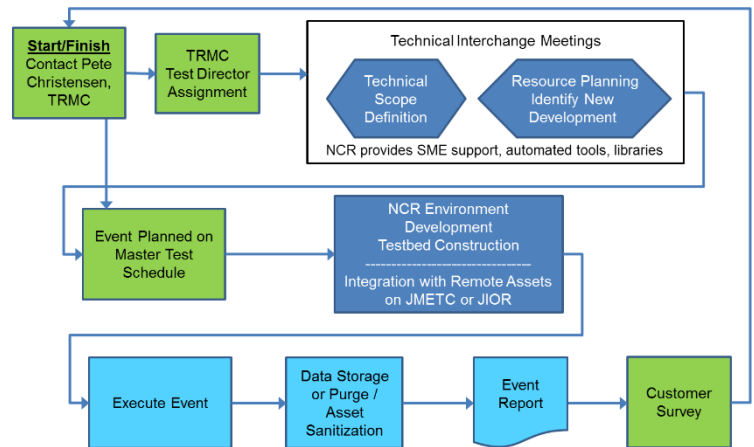 Start/Finish
Contact Pete
Christensen,
TRMC
TRMC
Test Director
Assignment
Technical Interchange Meetings
Technical
Scope
Definition
Resource Planning
Identify New
Development
NCR provides SME support, automated tools, libraries
Event Planned on
Master Test
Schedule
NCR Environment
Development
Testbed Construction
--------------------------------
Integration with Remote Assets
on JMETC or JIOR
Execute Event
Data Storage
or Purge /
Asset
Sanitization
Event
Report
Customer
Survey